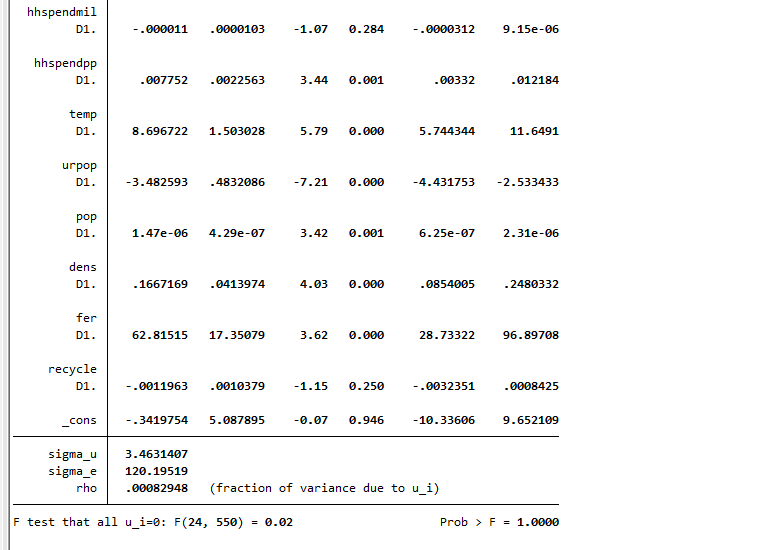 hhspendmil
D1. -.000011 .0000103 -1.07 0.284 -.0000312 9.15e-06
hhspendpp
D1. .007752 .0022563 3.44 0.001 .00332 .012184
temp
D1. 8.696722 1.503028 5.79 0.000 5.744344 11.6491
urpop
D1. -3.482593 .4832086 -7.21 0.000 -4.431753 -2.533433
pop
D1. 1.47e-06 4.29e-07 3.42 0.001 6.25e-07 2.31e-06
dens
D1. .1667169 .0413974 4.03 0.000 .0854005 .2480332
fer
D1. 62.81515 17.35079 3.62 0.000 28.73322 96.89708
recycle
D1. -.0011963 .0010379 -1.15 0.250 -.0032351 .0008425
_cons -.3419754 5.087895 -0.07 0.946 -10.33606 9.652109
sigma_u 3.4631407
sigma_e 120.19519
rho .00082948 (fraction of variance due to u_i)
F test that all u_i=0: F(24, 550) = 0.02 Prob > F = 1.0000